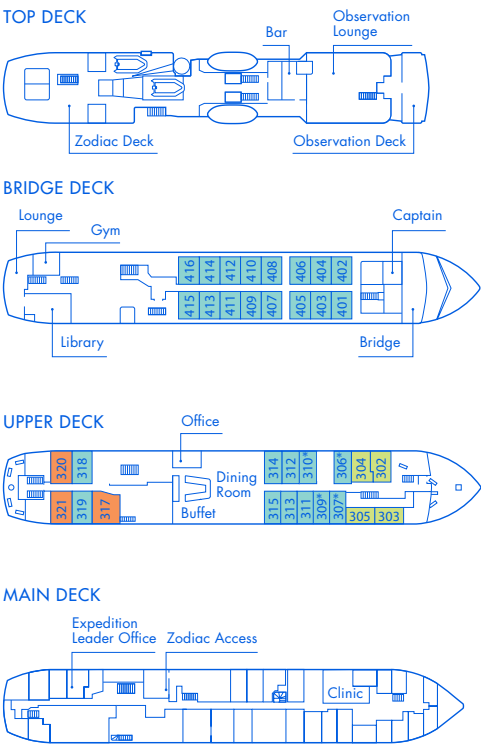 TOP DECK
Observation
Lounge
Bar
Zodiac Deck
Observation Deck
BRIDGE DECK
Lounge
Gym
Captain
416 414 412 410 408 406 404 402
415 413 411 409 407 405 403 401
Library
Bridge
UPPER DECK
Office
320 318 314 312 310* 306* 304 302
Dining
Room
Buffet
321 319 317 315 313 311 309* 307* 305 303
MAIN DECK
Expedition
Leader Office
Zodiac Access
Clinic